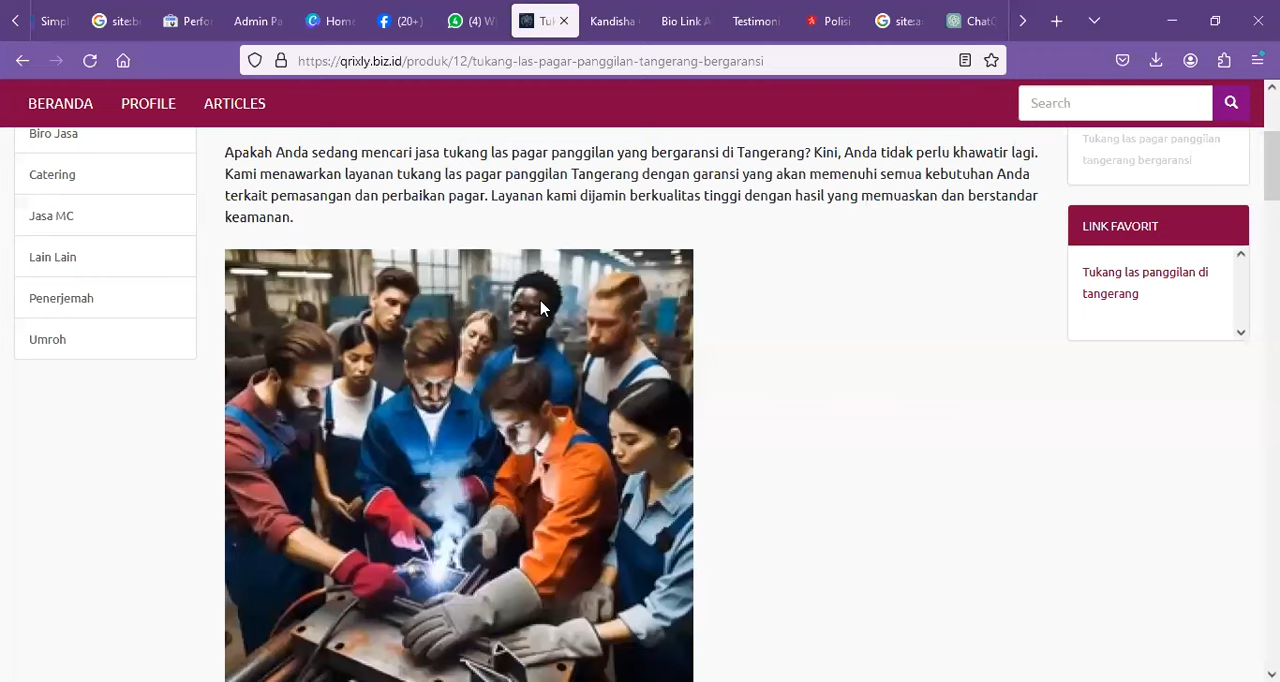 Simpl
site:b
Perfor
Admin Pa
Home
(20+)
(4) W
Tuk
Kandisha
Bio Link A
Testimoni
Polisi
site:a
ChatG
https://qrixly.biz.id/produk/12/tukang-las-pagar-panggilan-tangerang-bergaransi
BERANDA PROFILE ARTICLES
Search
Biro Jasa
Catering
Jasa MC
Lain Lain
Penerjemah
Umroh
Apakah Anda sedang mencari jasa tukang las pagar panggilan yang bergaransi di Tangerang? Kini, Anda tidak perlu khawatir lagi.
Kami menawarkan layanan tukang las pagar panggilan Tangerang dengan garansi yang akan memenuhi semua kebutuhan Anda
terkait pemasangan dan perbaikan pagar. Layanan kami dijamin berkualitas tinggi dengan hasil yang memuaskan dan berstandar
keamanan.
Tukang las pagar panggilan
tangerang bergaransi
LINK FAVORIT
Tukang las panggilan di
tangerang